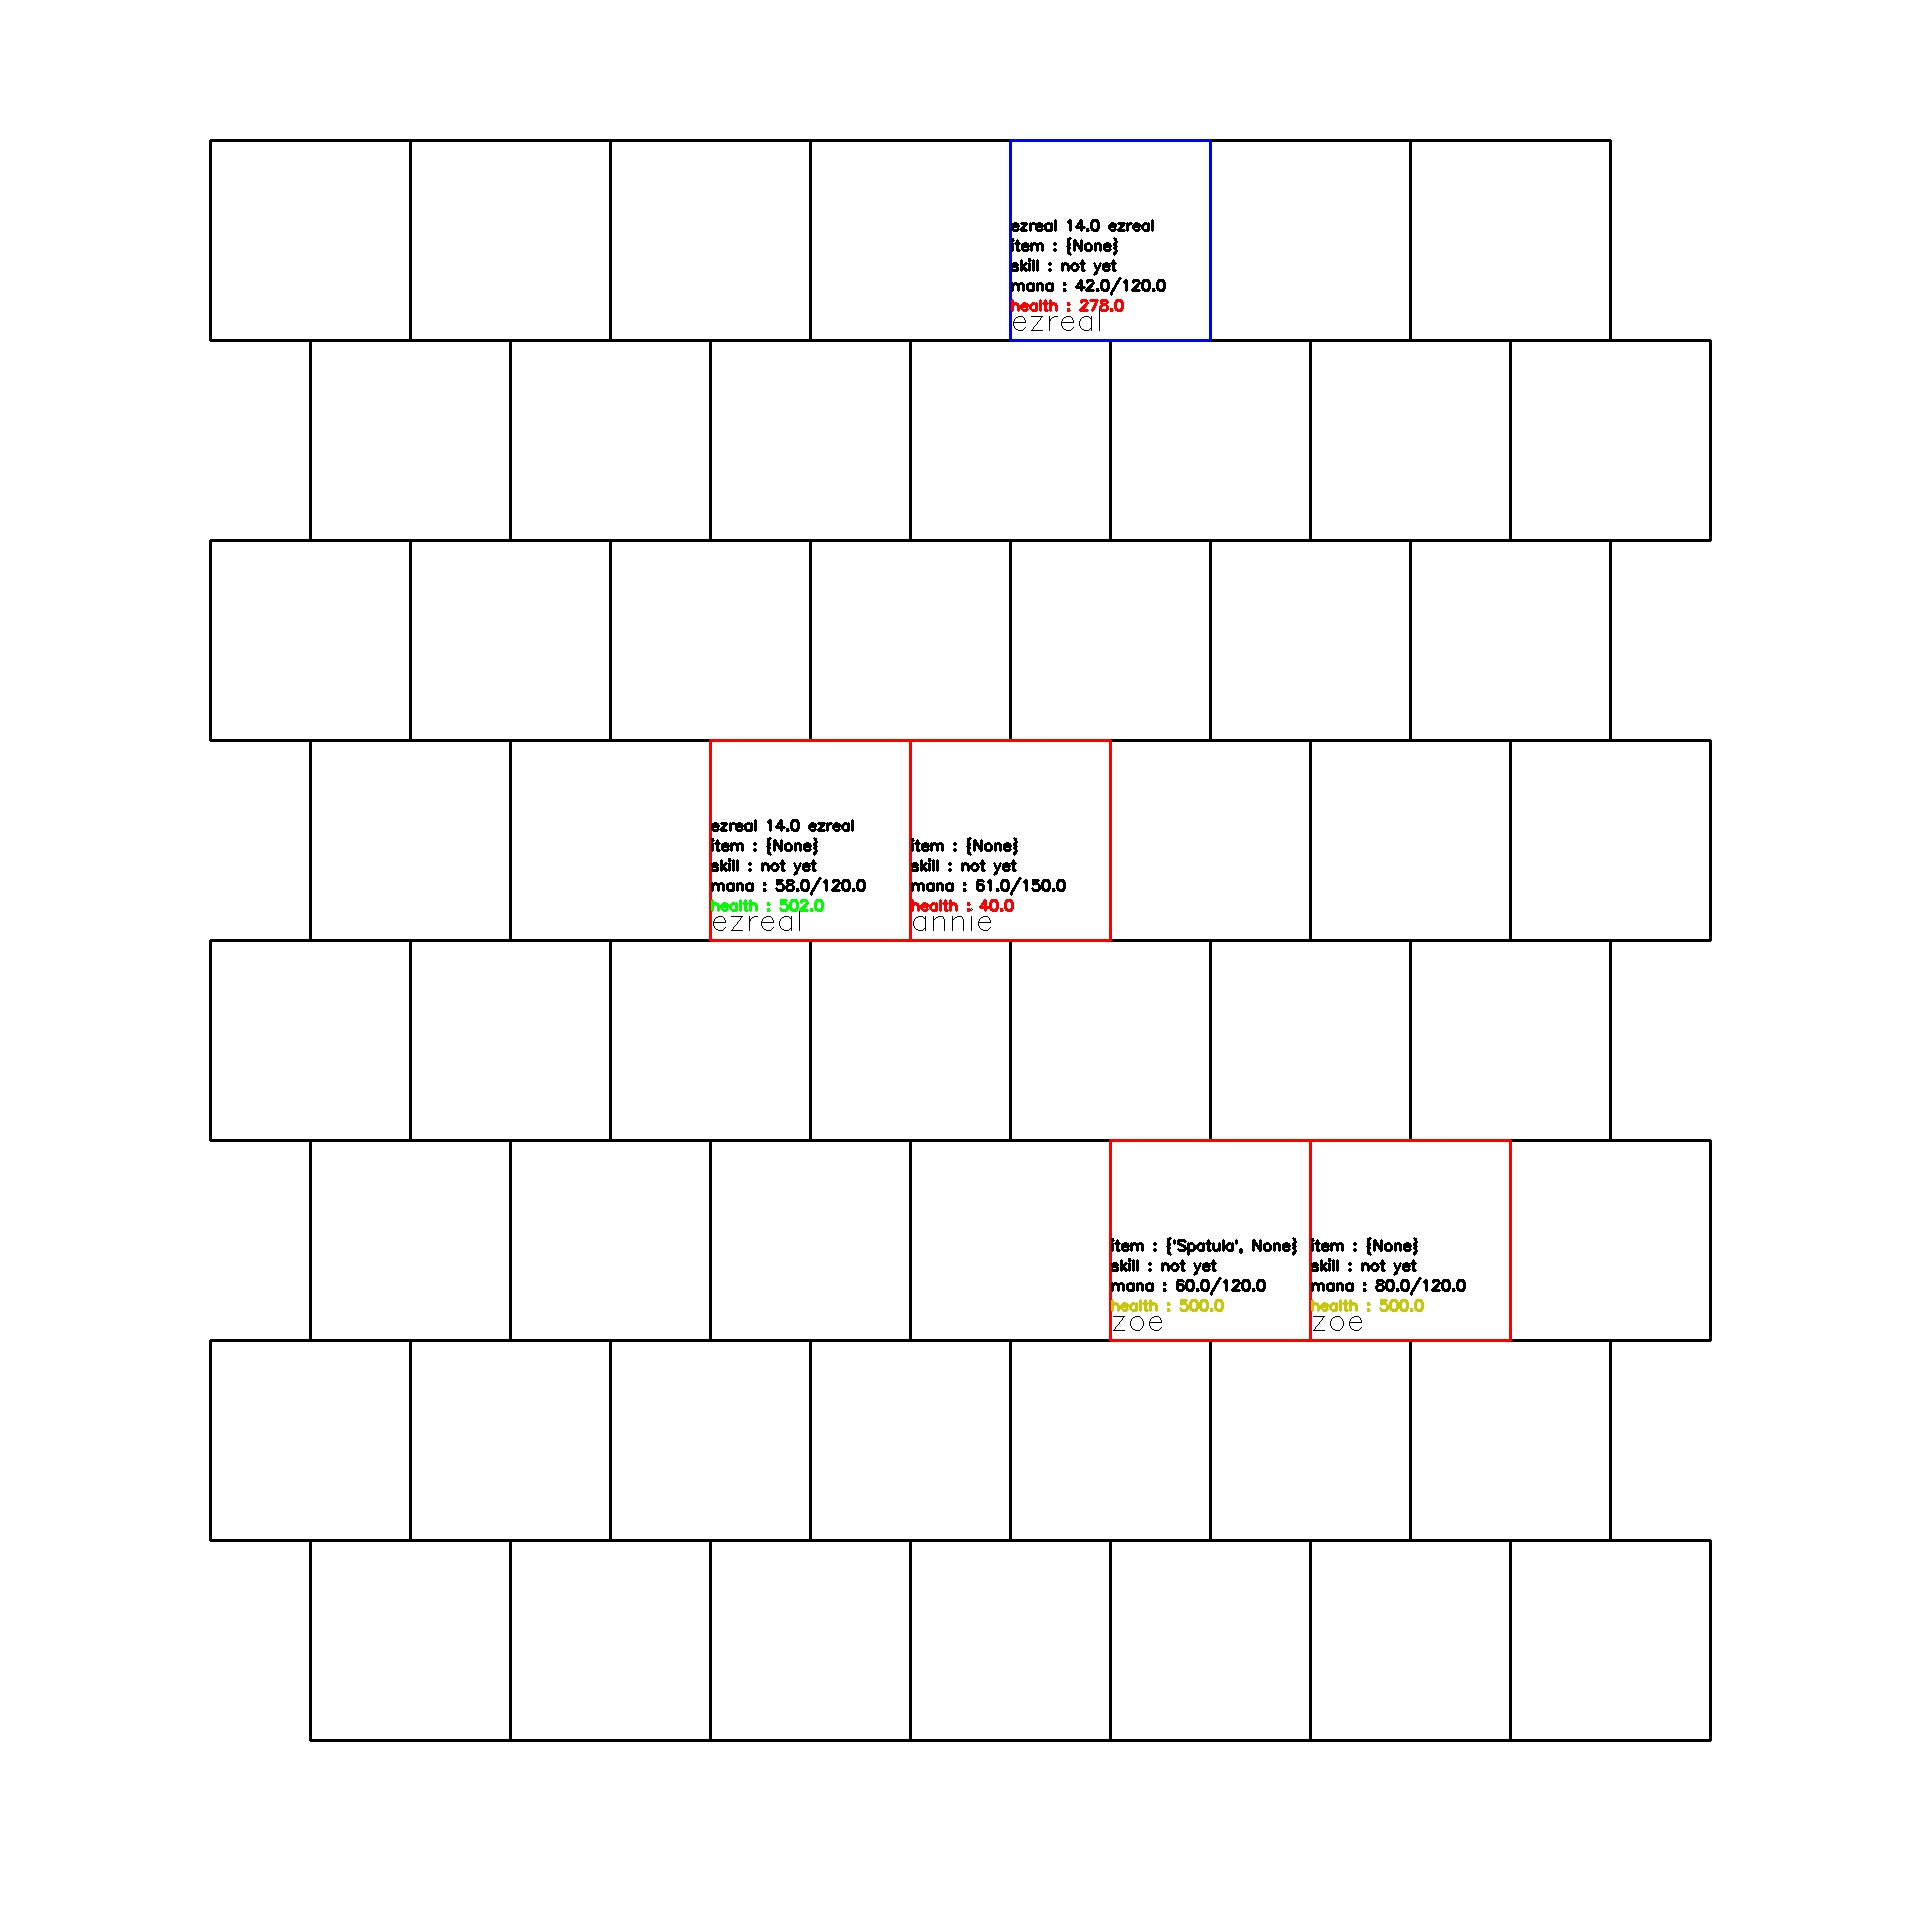 ezreal 14.0 ezreal
item : {None}
skill : not yet
mana : 42.0/120.0
health : 278.0
ezreal
ezreal 14.0 ezreal
item : {None}
skill : not yet
mana : 58.0/120.0
health : 502.0
ezreal
item : {None}
skill : not yet
mana : 61.0/150.0
health : 40.0
annie
item : {'Spatula', None}
skill : not yet
mana : 60.0/120.0
health : 500.0
zoe
item : {None}
skill : not yet
mana : 80.0/120.0
health : 500.0
zoe